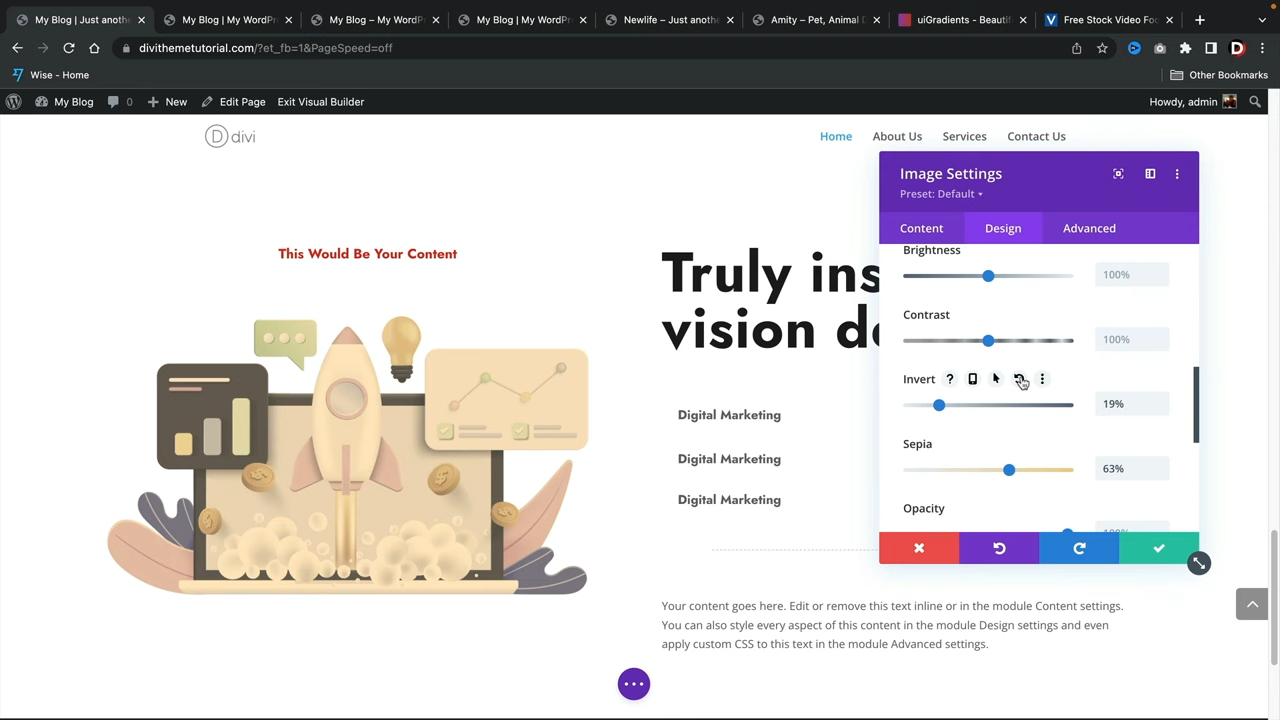 My Blog | Just anoth
My Blog | My WordPr
My Blog – My WordP
My Blog | My WordPr
Newlife – Just anoth
Amity – Pet, Animal D
uiGradients - Beautif
Free Stock Video Foo
divithemetutorial.com/?et_fb=1&PageSpeed=off
Wise - Home
Other Bookmarks
My Blog
0
New
Edit Page
Exit Visual Builder
Howdy, admin
D divi
Home
About Us
Services
Contact Us
Image Settings
Preset: Default
Content
Design
Advanced
Brightness
100%
Contrast
100%
Invert
19%
Sepia
63%
Opacity
This Would Be Your Content
Truly ins
vision de
Digital Marketing
Digital Marketing
Digital Marketing
Your content goes here. Edit or remove this text inline or in the module Content settings.
You can also style every aspect of this content in the module Design settings and even
apply custom CSS to this text in the module Advanced settings.